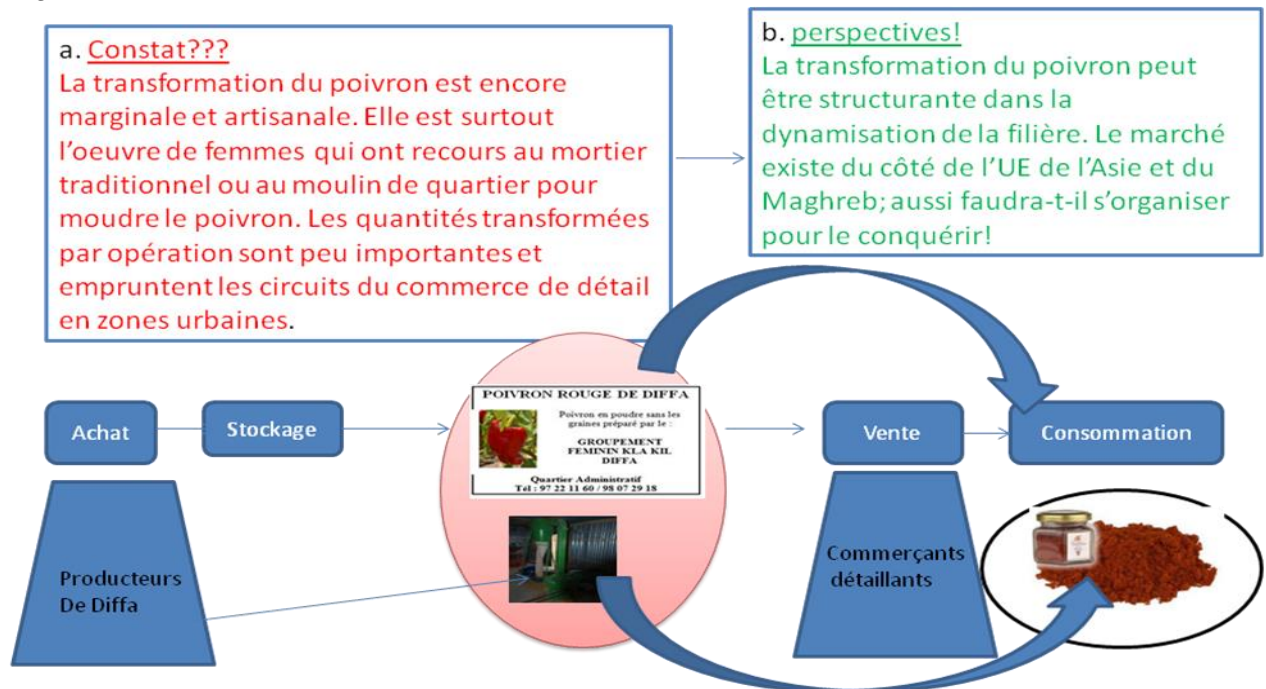 a. Constat???
La transformation du poivron est encore
marginale et artisanale. Elle est surtout
l'oeuvre de femmes qui ont recours au mortier
traditionnel ou au moulin de quartier pour
moudre le poivron. Les quantités transformées
par opération sont peu importantes et
empruntent les circuits du commerce de détail
en zones urbaines.
b. perspectives!
La transformation du poivron peut
être structurante dans la
dynamisation de la filière. Le marché
existe du côté de l'UE de l'Asie et du
Maghreb; aussi faudra-t-il s'organiser
pour le conquérir!
Achat
Stockage
POIVRON ROUGE DE DIFFA
Poivron en poudre sans les
graines préparé par le :
GROUPEMENT
FEMININ KLA KIL
DIFFA
Quartier Administratif
Tél : 97 22 11 60 / 98 07 29 18
Vente
Consommation
Producteurs
De Diffa
Commerçants
détaillants